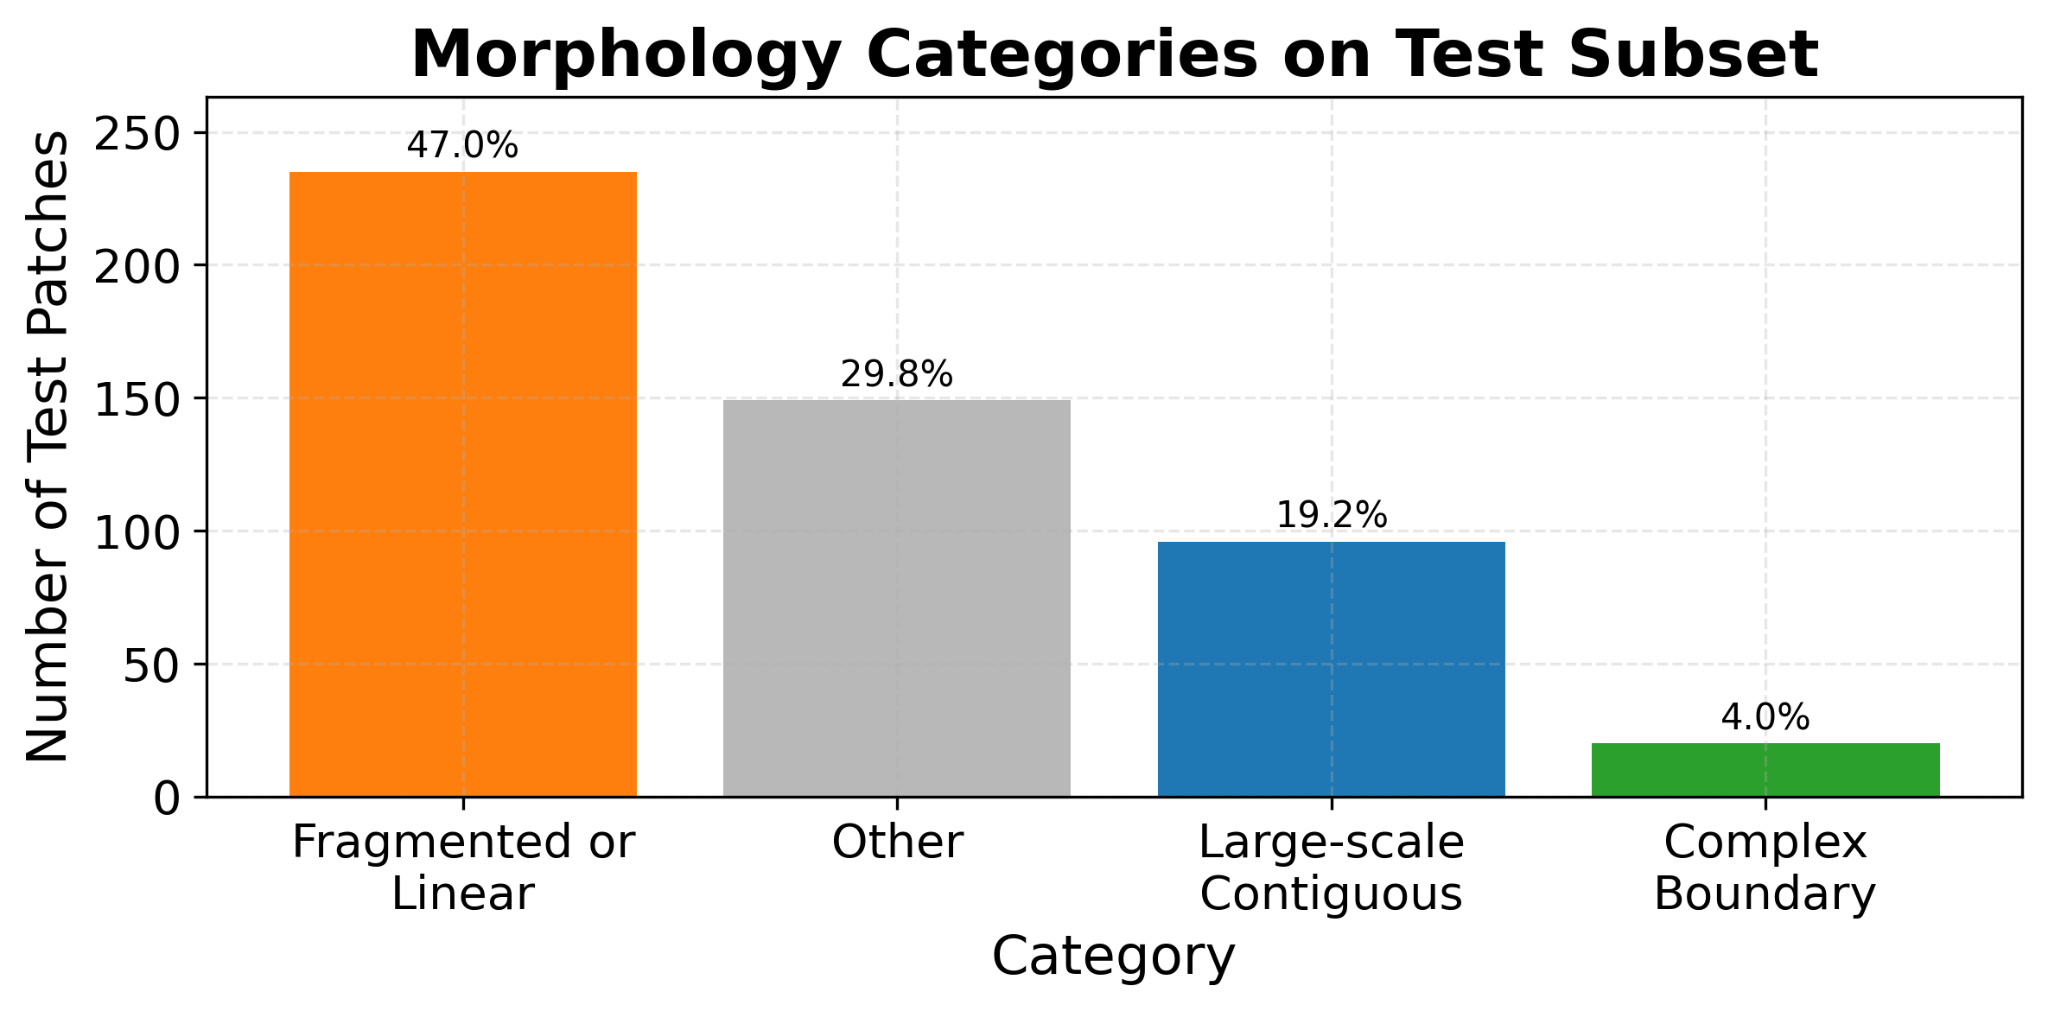 Morphology Categories on Test Subset
Number of Test Patches
250
200
150
100
50
0
47.0%
29.8%
19.2%
4.0%
Fragmented or
Linear
Other
Large-scale
Contiguous
Complex
Boundary
Category